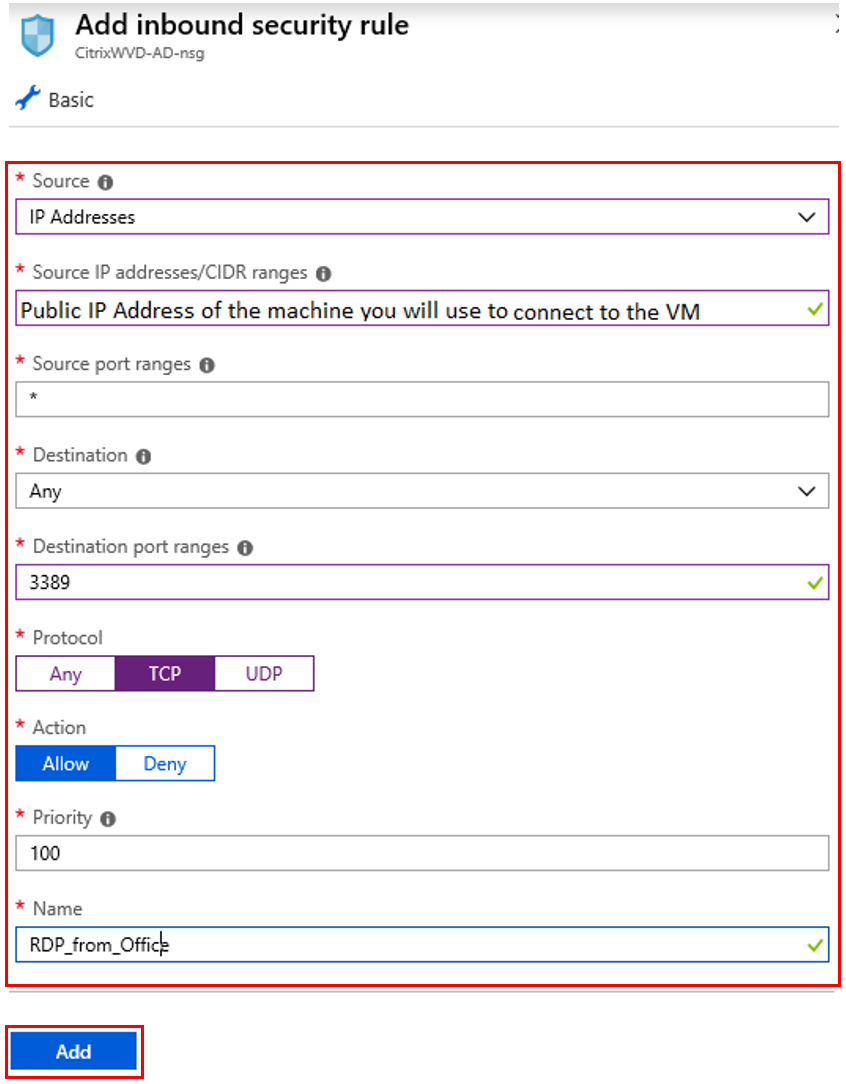 Add inbound security rule
CitrixWVD-AD-nsg
Basic
* Source
IP Addresses
* Source IP addresses/CIDR ranges
Public IP Address of the machine you will use to connect to the VM
* Source port ranges
*
* Destination
Any
* Destination port ranges
3389
* Protocol
Any TCP UDP
* Action
Allow Deny
* Priority
100
* Name
RDP_from_Office
Add